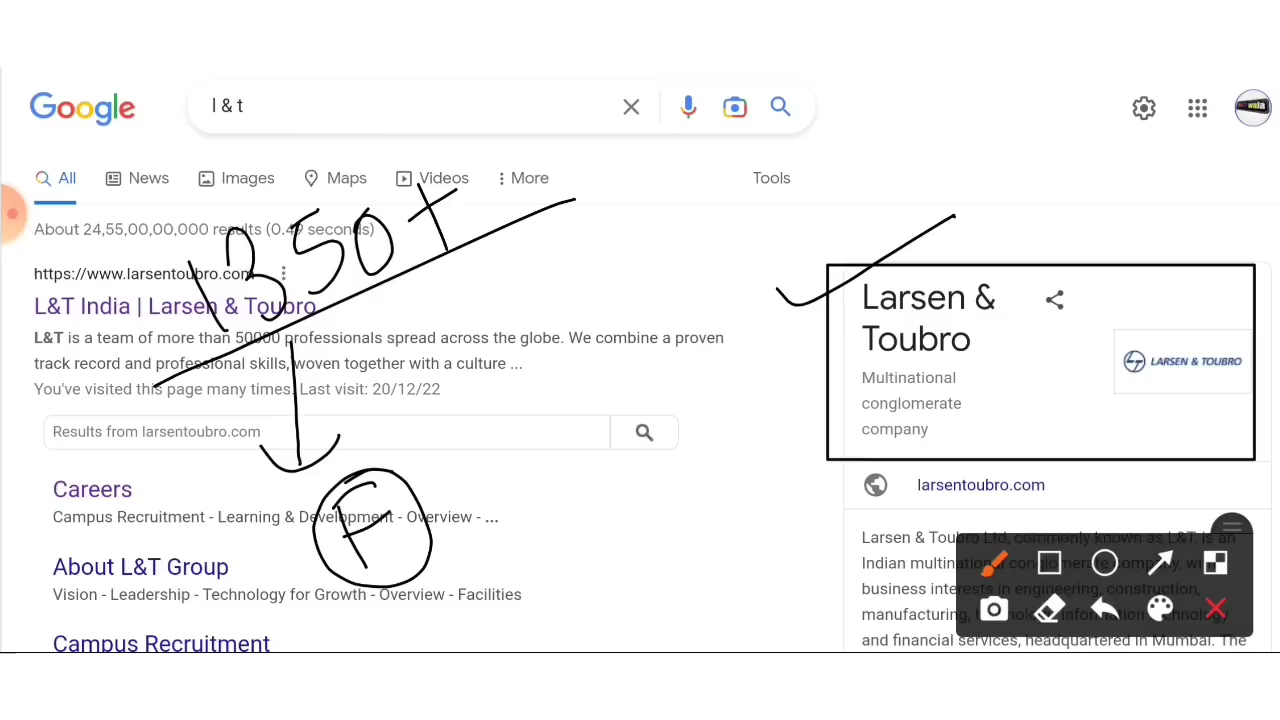 Google
l & t
All
News
Images
Maps
Videos
More
Tools
About 24,55,00,00,000 results (0.49 seconds)
1350+
https://www.larsentoubro.com
L&T India | Larsen & Toubro
L&T is a team of more than 50000 professionals spread across the globe. We combine a proven
track record and professional skills, woven together with a culture ...
You've visited this page many times. Last visit: 20/12/22
Results from larsentoubro.com
F
Careers
Campus Recruitment - Learning & Development - Overview - ...
About L&T Group
Vision - Leadership - Technology for Growth - Overview - Facilities
Campus Recruitment
Larsen &
Toubro
Multinational
conglomerate
company
LARSEN & TOUBRO
larsentoubro.com
Larsen & Toubro Ltd, commonly known as L&T, is an
Indian multinational conglomerate company, with
business interests in engineering, construction,
manufacturing, technology, information technology
and financial services, headquartered in Mumbai. The